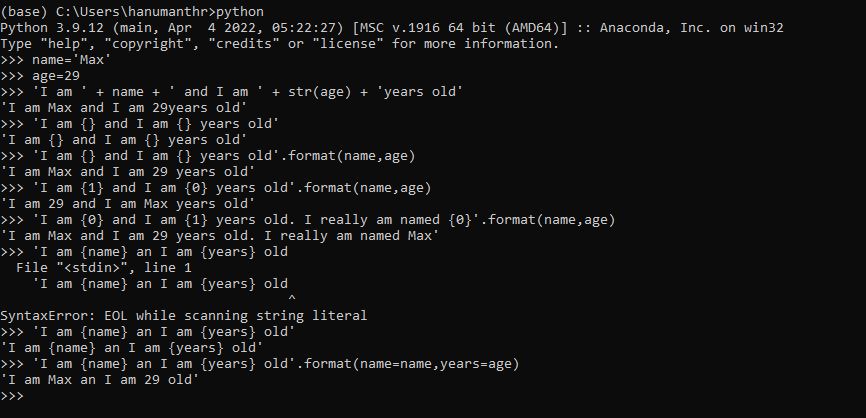 (base) C:\Users\hanumanthr>python
Python 3.9.12 (main, Apr  4 2022, 05:22:27) [MSC v.1916 64 bit (AMD64)] :: Anaconda, Inc. on win32
Type "help", "copyright", "credits" or "license" for more information.
>>> name='Max'
>>> age=29
>>> 'I am ' + name + ' and I am ' + str(age) + 'years old'
'I am Max and I am 29years old'
>>> 'I am {} and I am {} years old'
'I am {} and I am {} years old'
>>> 'I am {} and I am {} years old'.format(name,age)
'I am Max and I am 29 years old'
>>> 'I am {1} and I am {0} years old'.format(name,age)
'I am 29 and I am Max years old'
>>> 'I am {0} and I am {1} years old. I really am named {0}'.format(name,age)
'I am Max and I am 29 years old. I really am named Max'
>>> 'I am {name} an I am {years} old
  File "<stdin>", line 1
    'I am {name} an I am {years} old
                                    ^
SyntaxError: EOL while scanning string literal
>>> 'I am {name} an I am {years} old'
'I am {name} an I am {years} old'
>>> 'I am {name} an I am {years} old'.format(name=name,years=age)
'I am Max an I am 29 old'
>>>